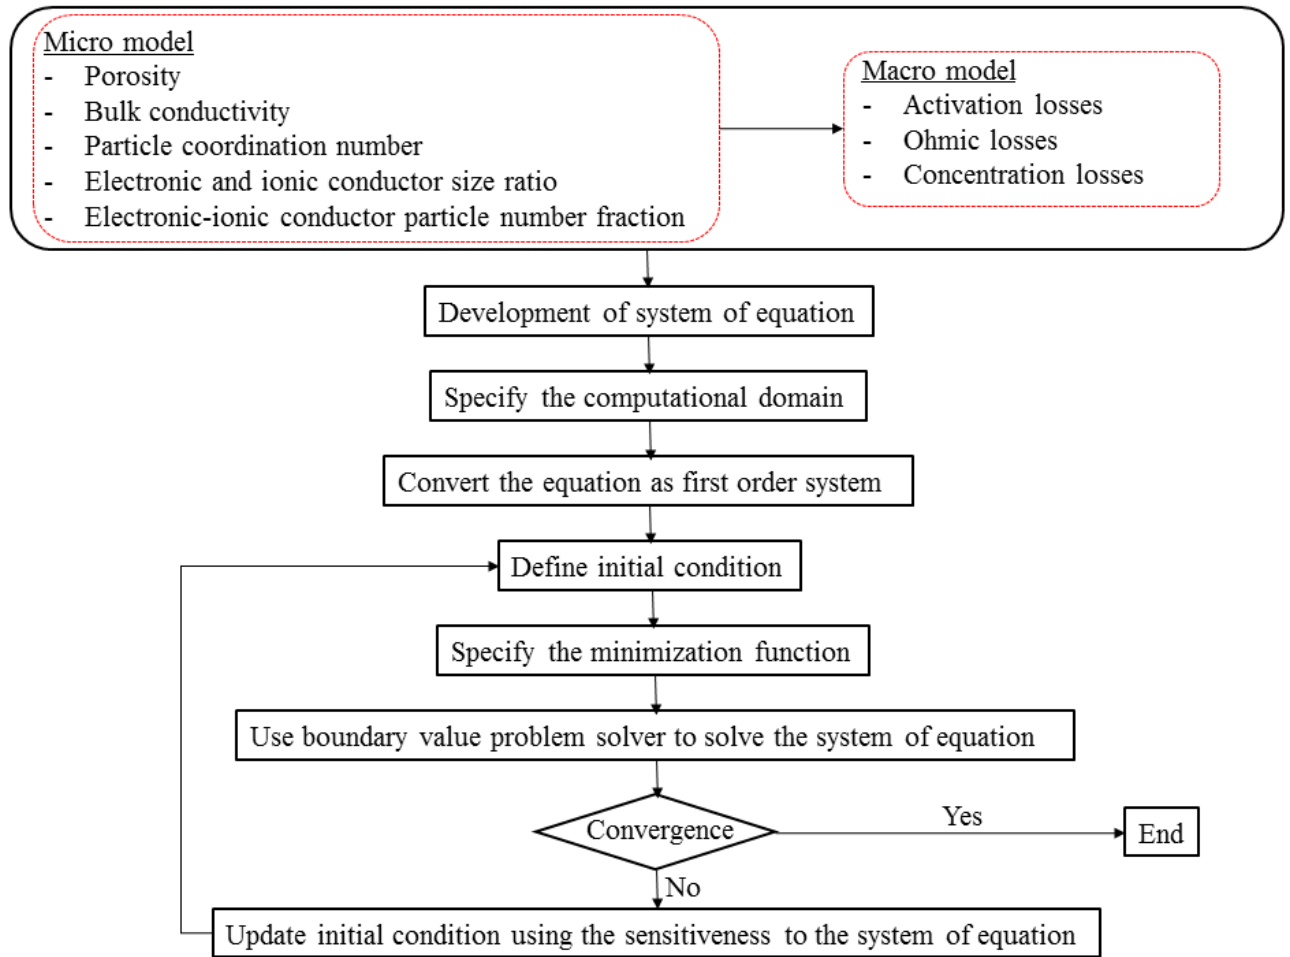 Micro model
- Porosity
- Bulk conductivity
- Particle coordination number
- Electronic and ionic conductor size ratio
- Electronic-ionic conductor particle number fraction
Macro model
- Activation losses
- Ohmic losses
- Concentration losses
Development of system of equation
Specify the computational domain
Convert the equation as first order system
Define initial condition
Specify the minimization function
Use boundary value problem solver to solve the system of equation
Convergence
Yes
End
No
Update initial condition using the sensitiveness to the system of equation